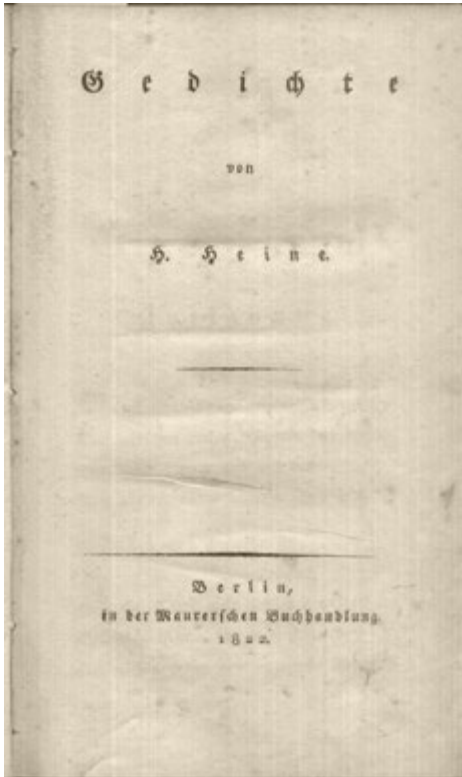 Gedichte
von
H. Heine.
Berlin,
in der Maurerschen Buchhandlung
1822.